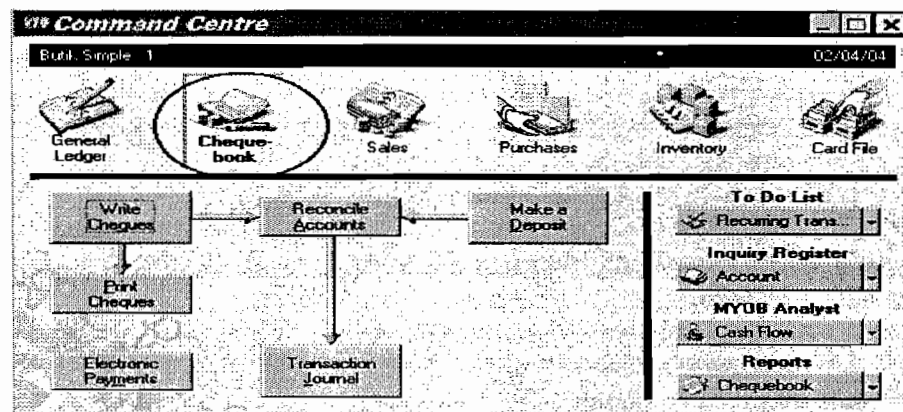 Command Centre
Butik Simple 1
02/04/04
General
Ledger
Cheque-
book
Sales
Purchases
Inventory
Card File
Write
Cheques
Reconcile
Accounts
Make a
Deposit
Print
Cheques
Electronic
Payments
Transaction
Journal
To Do List
Recurring Trans...
Inquiry Register
Account
MYOB Analyst
Cash Flow
Reports
Chequebook